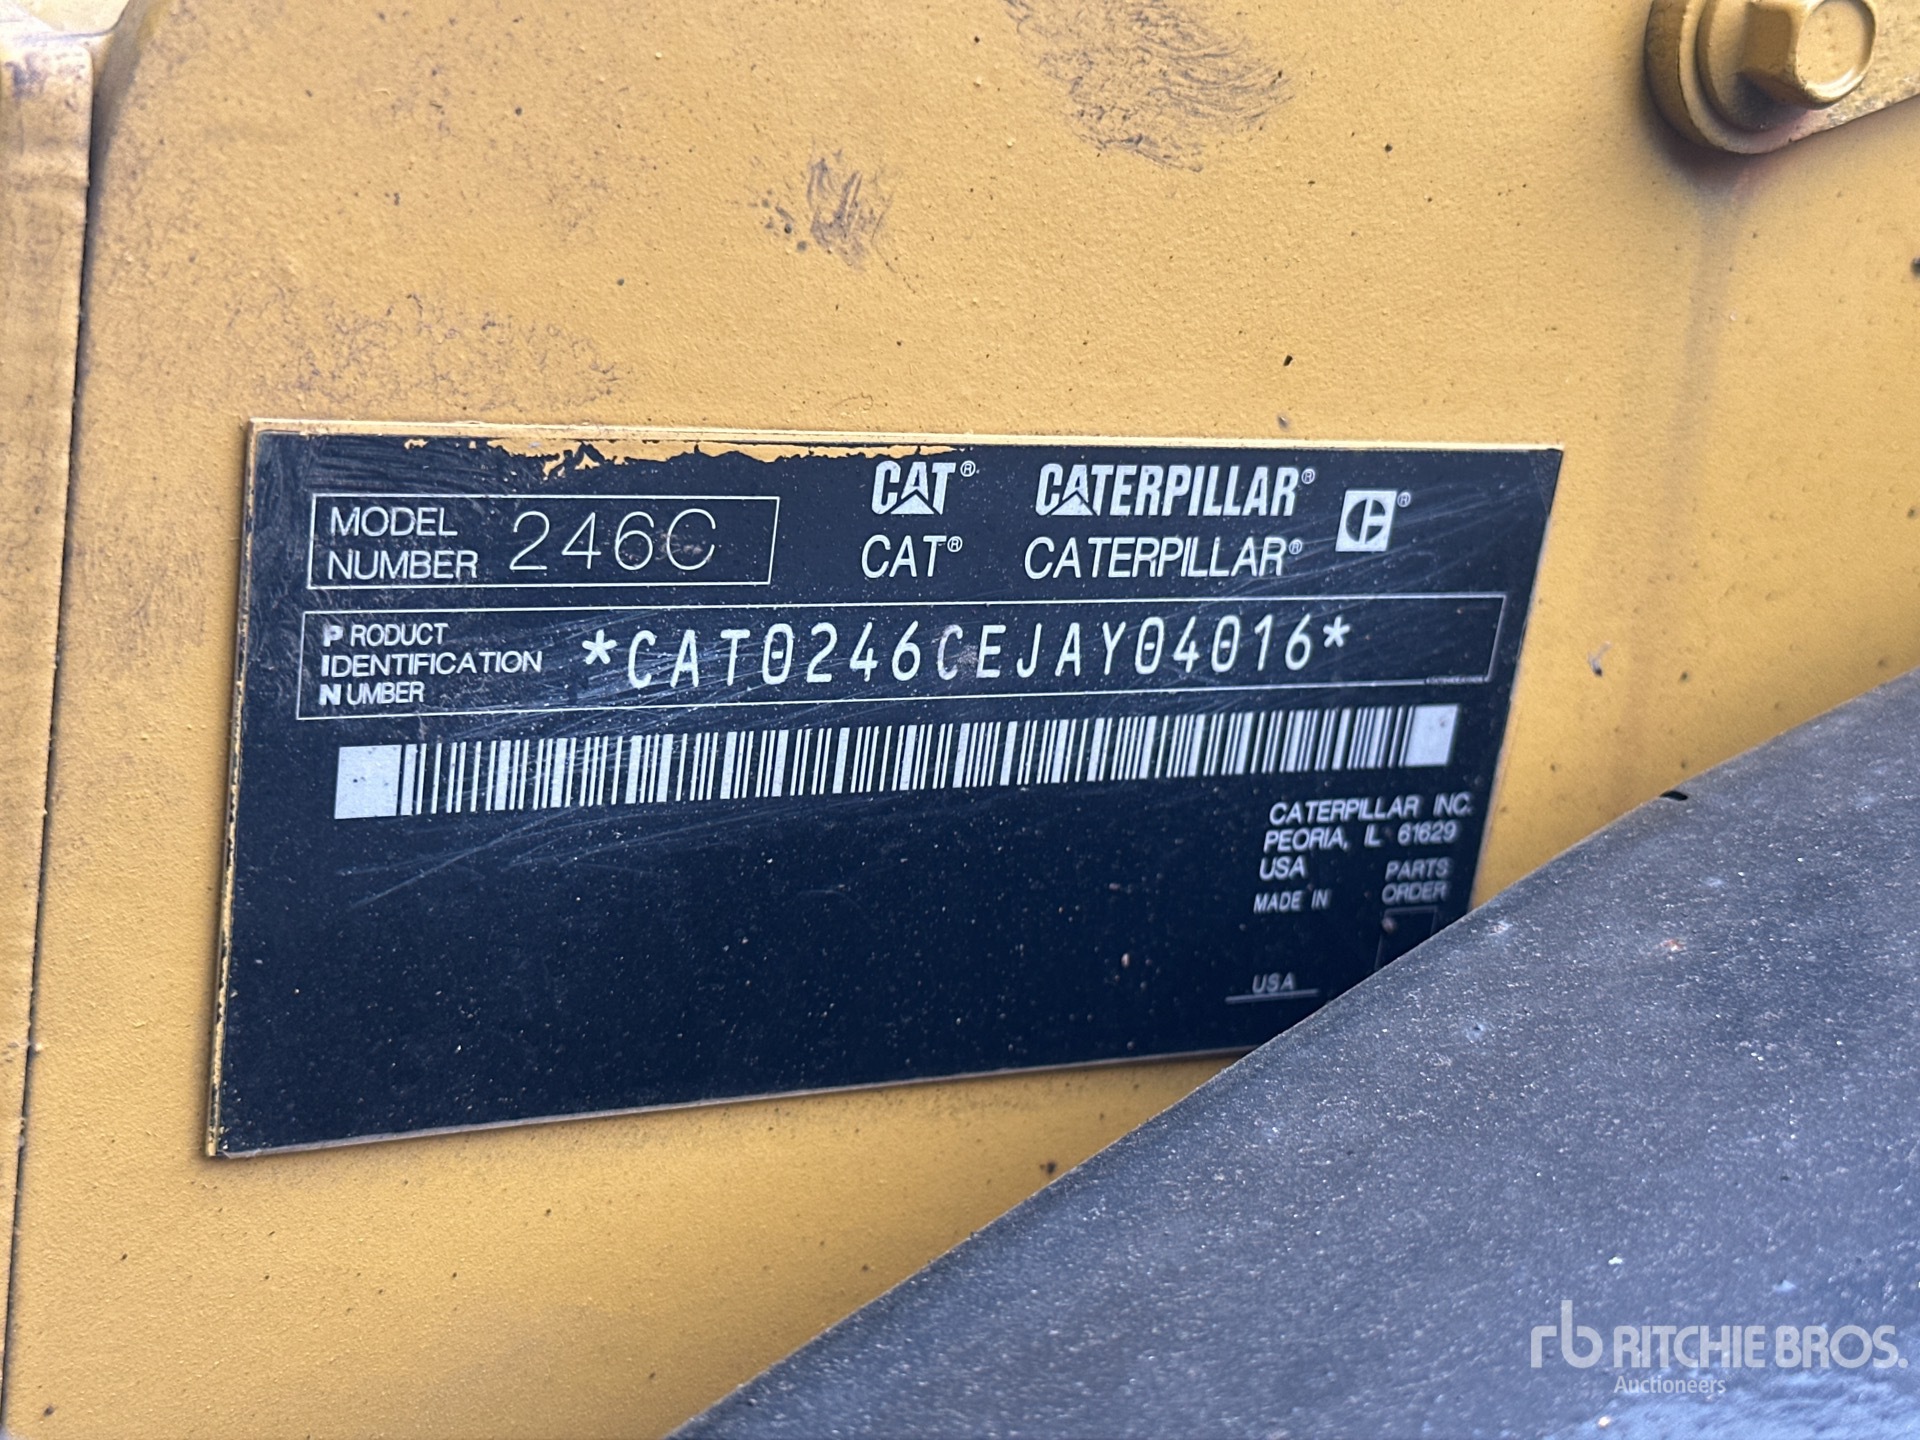 CAT® CATERPILLAR®
CAT® CATERPILLAR®
MODEL
NUMBER 246C
PRODUCT
IDENTIFICATION
NUMBER
*CAT0246CEJAY04016*
CATERPILLAR INC.
PEORIA, IL 61629
USA
MADE IN
USA
PARTS
ORDER
rb RITCHIE BROS.
Auctioneers